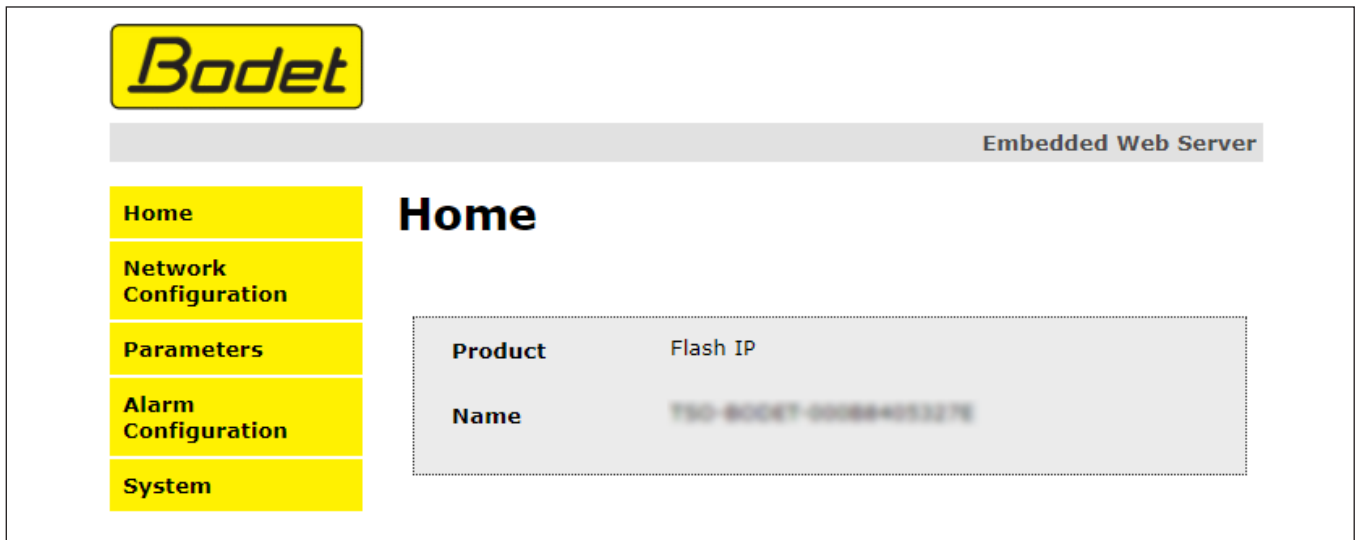 Bodet
Embedded Web Server
Home
Network
Configuration
Parameters
Alarm
Configuration
System
Home
Product Flash IP
Name